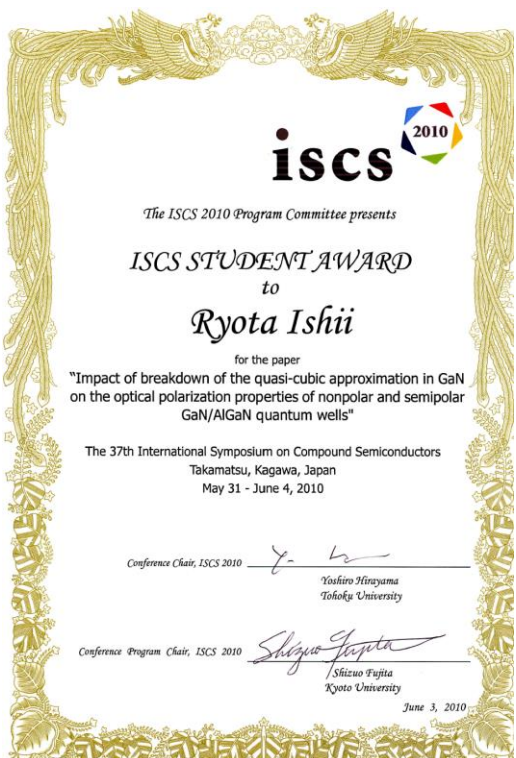 iscs
2010
The ISCS 2010 Program Committee presents
ISCS STUDENT AWARD
to
Ryota Ishii
for the paper
"Impact of breakdown of the quasi-cubic approximation in GaN
on the optical polarization properties of nonpolar and semipolar
GaN/AlGaN quantum wells"
The 37th International Symposium on Compound Semiconductors
Takamatsu, Kagawa, Japan
May 31 - June 4, 2010
Conference Chair, ISCS 2010
Yoshiro Hirayama
Tohoku University
Conference Program Chair, ISCS 2010 Shizuo Fujita
Shizuo Fujita
Kyoto University
June 3, 2010